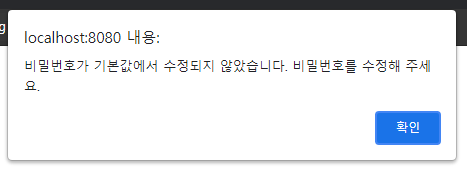 g
localhost:8080 내용:
비밀번호가 기본값에서 수정되지 않았습니다. 비밀번호를 수정해 주세
요.
확인